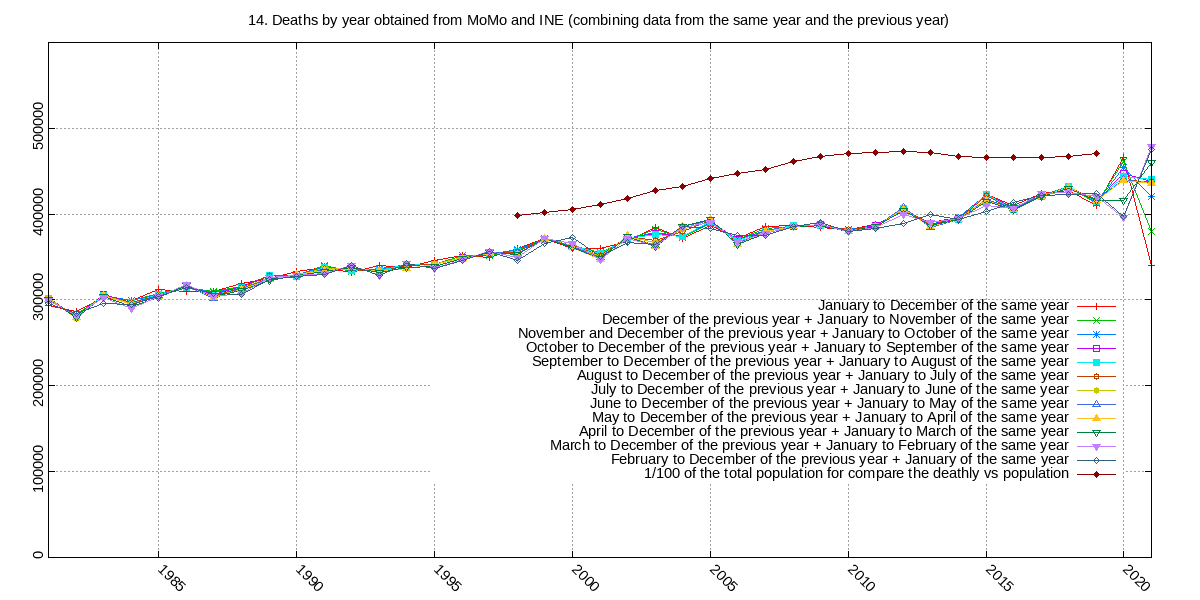 14. Deaths by year obtained from MoMo and INE (combining data from the same year and the previous year)
500000
400000
300000
200000
100000
0
January to December of the same year
December of the previous year + January to November of the same year
November and December of the previous year + January to October of the same year
October to December of the previous year + January to September of the same year
September to December of the previous year + January to August of the same year
August to December of the previous year + January to July of the same year
July to December of the previous year + January to June of the same year
June to December of the previous year + January to May of the same year
May to December of the previous year + January to April of the same year
April to December of the previous year + January to March of the same year
March to December of the previous year + January to February of the same year
February to December of the previous year + January of the same year
1/100 of the total population for compare the deathly vs population
1985
1990
1995
2000
2005
2010
2015
2020